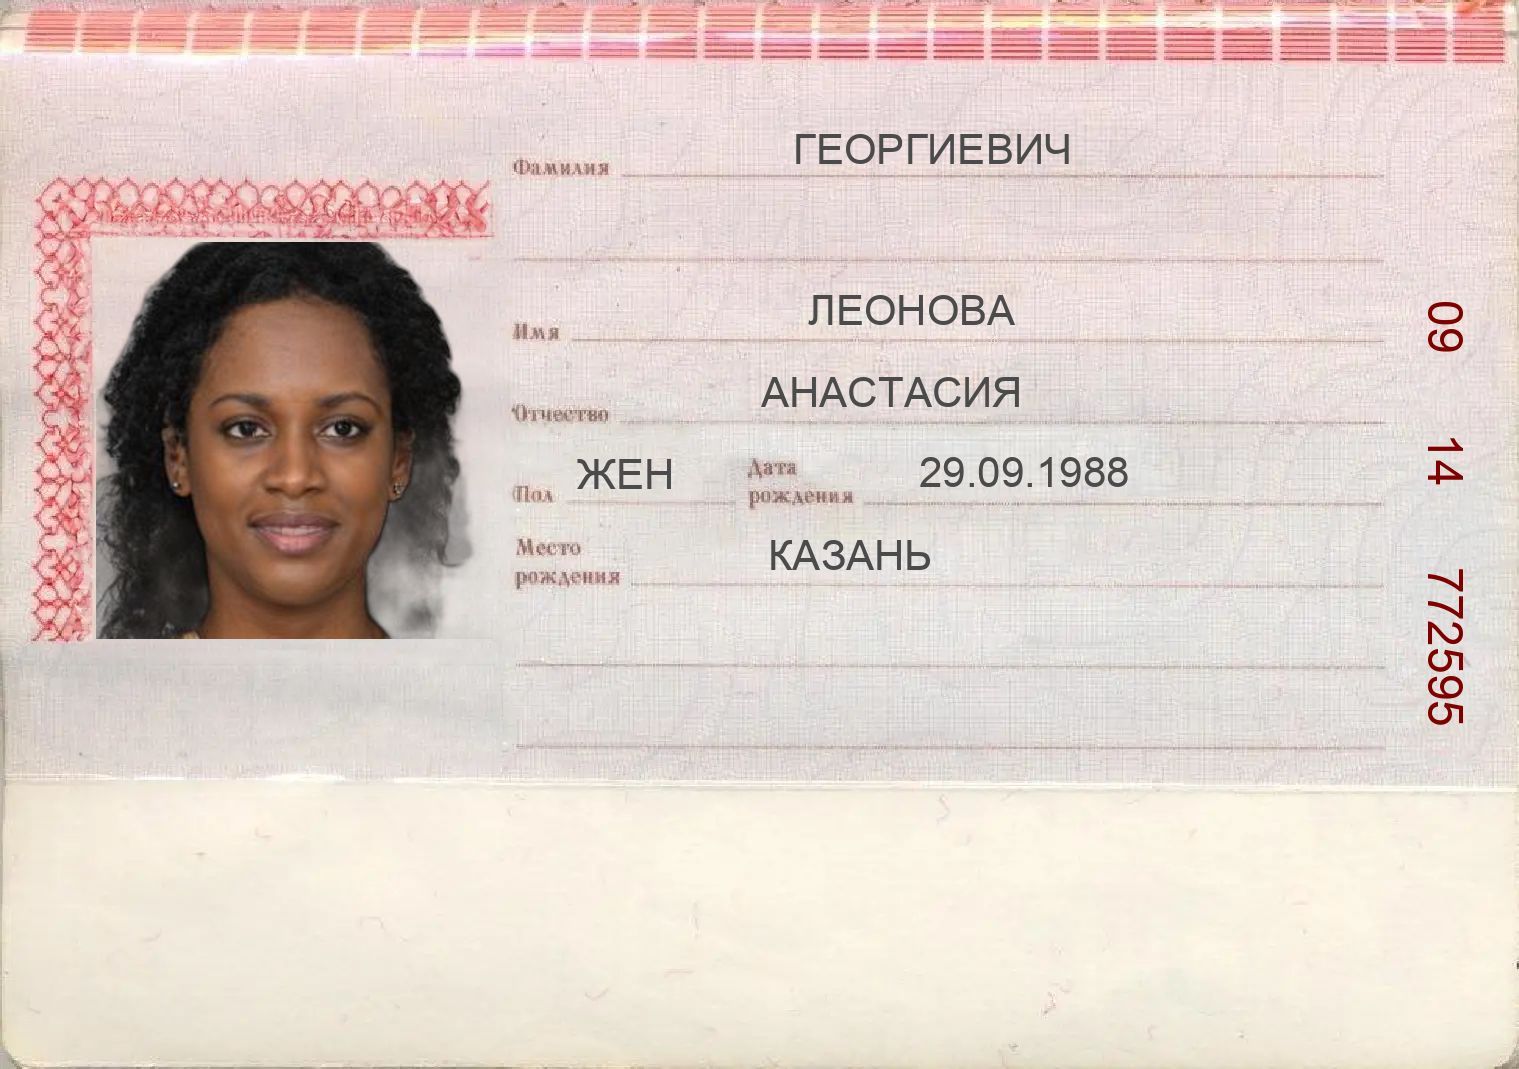 Фамилия ГЕОРГИЕВИЧ
Имя ЛЕОНОВА
Отчество АНАСТАСИЯ
Пол ЖЕН Дата рождения 29.09.1988
Место рождения КАЗАНЬ
09 14 772595